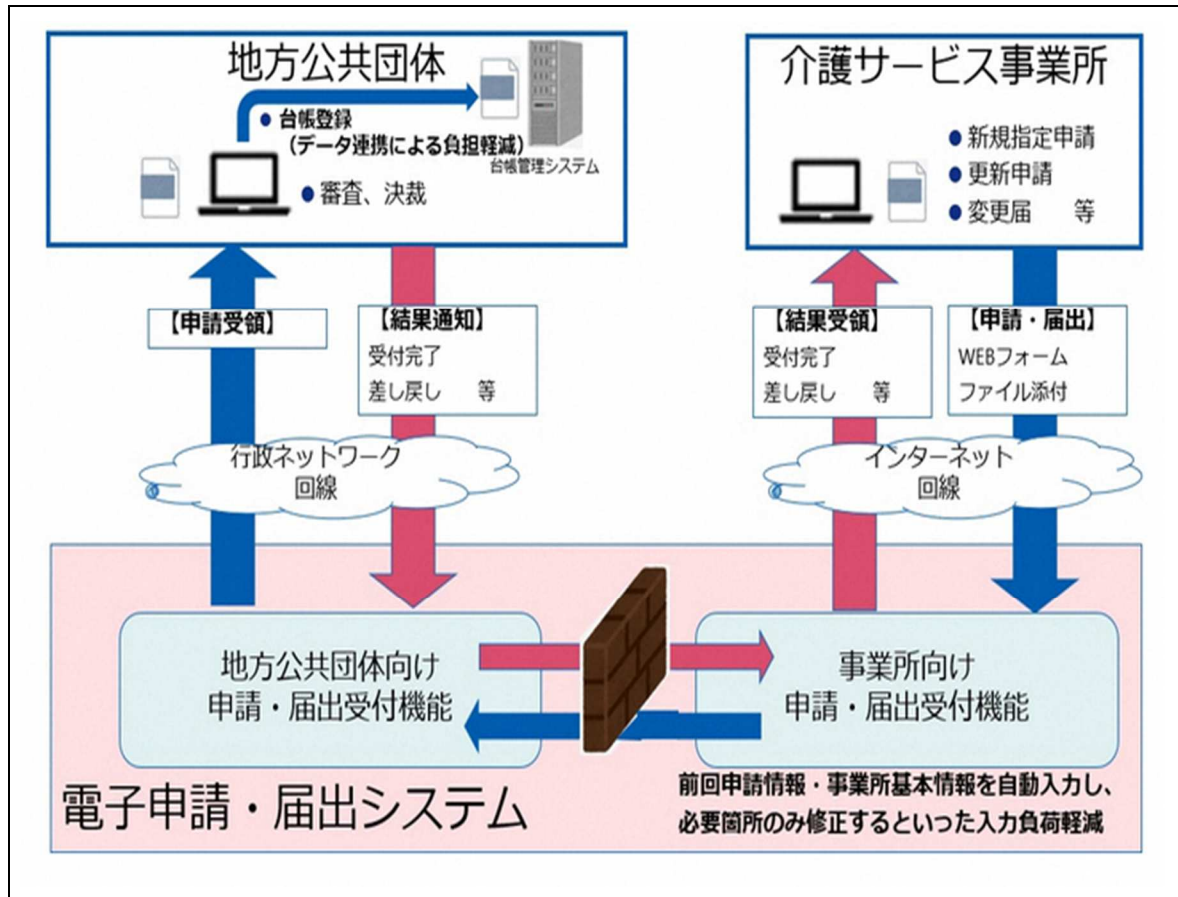 地方公共団体
● 台帳登録
(データ連携による負担軽減)
台帳管理システム
● 審査、決裁
介護サービス事業所
● 新規指定申請
● 更新申請
● 変更届　等
【申請受領】
【結果通知】
受付完了
差し戻し　等
【結果受領】
受付完了
差し戻し　等
【申請・届出】
WEBフォーム
ファイル添付
行政ネットワーク
回線
インターネット
回線
地方公共団体向け
申請・届出受付機能
事業所向け
申請・届出受付機能
電子申請・届出システム
前回申請情報・事業所基本情報を自動入力し、
必要箇所のみ修正するといった入力負荷軽減